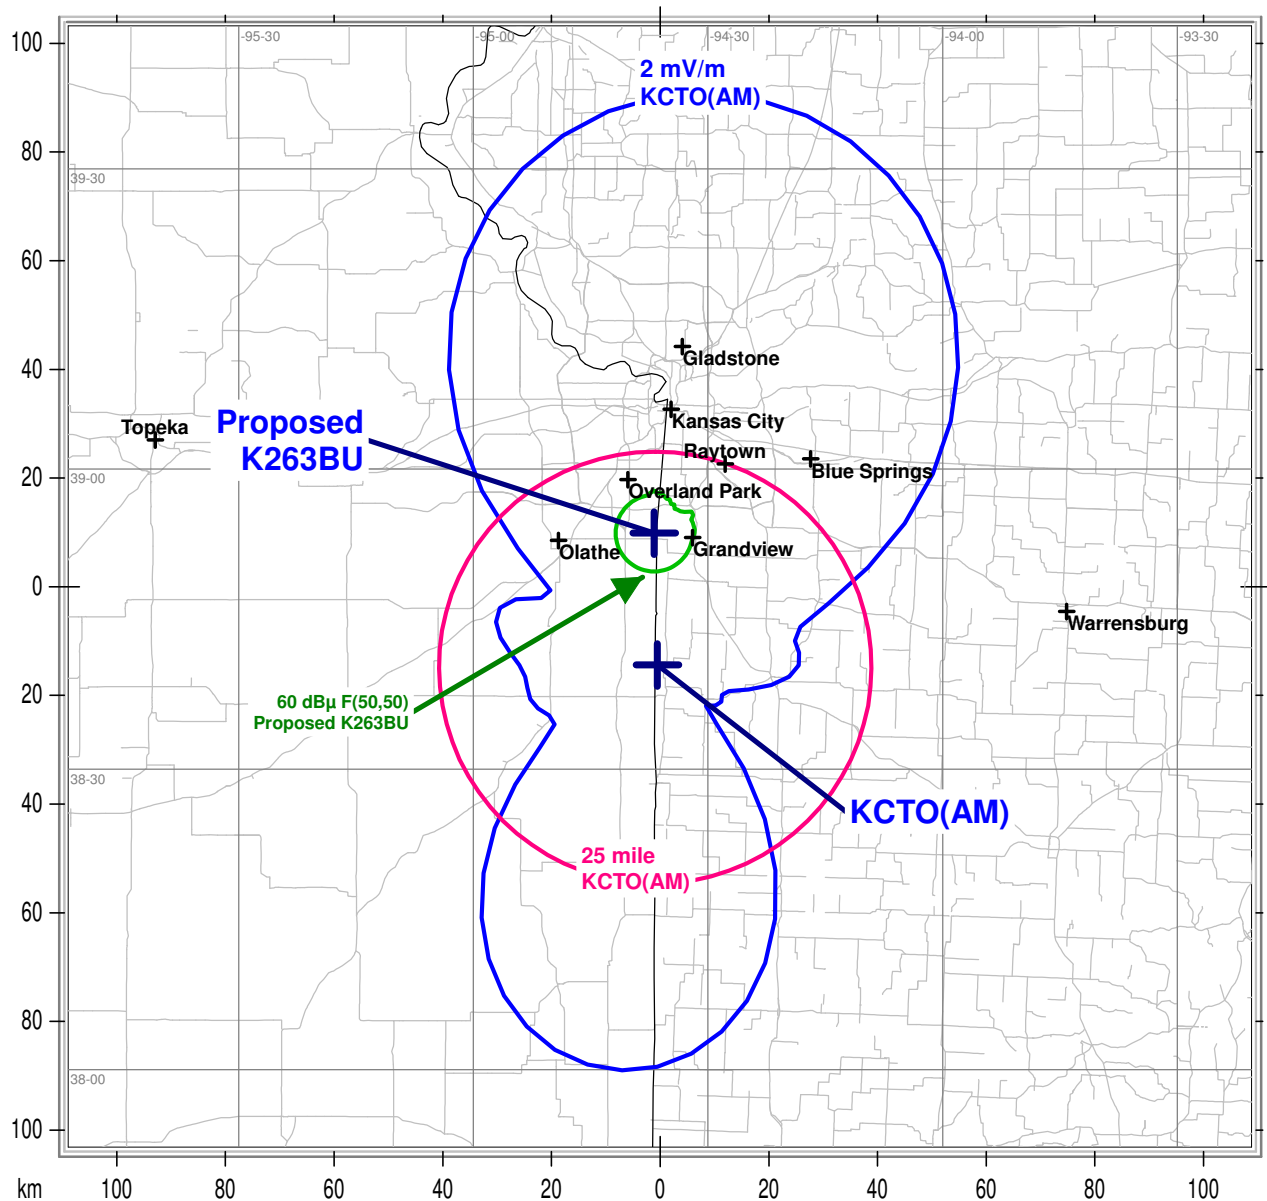 -95-30
-95-00
-94-30
-94-00
-93-30
100
80
60
40
20
0
20
40
60
80
100
39-30
39-00
38-30
38-00
2 mV/m
KCTO(AM)
Gladstone
Kansas City
Topeka
Proposed
K263BU
Raytown
Blue Springs
Overland Park
Olathe
Grandview
Warrensburg
60 dBµ F(50,50)
Proposed K263BU
KCTO(AM)
25 mile
KCTO(AM)
km
100
80
60
40
20
0
20
40
60
80
100